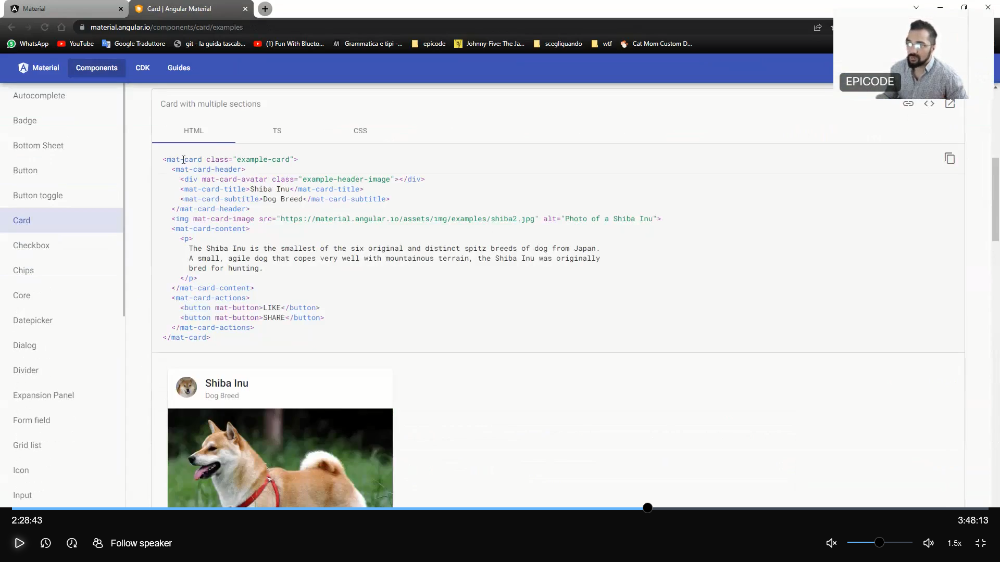 Material
Card | Angular Material
material.angular.io/components/card/examples
WhatsApp
YouTube
Google Traduttore
git - la guida tascab...
(1) Fun With Blueto...
Grammatica e tipi -...
epicode
Johnny-Five: The Ja...
scegliquando
wtf
Cat Mom Custom D...
Material
Components
CDK
Guides
EPICODE
Autocomplete
Badge
Bottom Sheet
Button
Button toggle
Card
Checkbox
Chips
Core
Datepicker
Dialog
Divider
Expansion Panel
Form field
Grid list
Icon
Input
Card with multiple sections
HTML
TS
CSS
<mat-card class="example-card">
<mat-card-header>
<div mat-card-avatar class="example-header-image"></div>
<mat-card-title>Shiba Inu</mat-card-title>
<mat-card-subtitle>Dog Breed</mat-card-subtitle>
</mat-card-header>
<img mat-card-image src="https://material.angular.io/assets/img/examples/shiba2.jpg" alt="Photo of a Shiba Inu">
<mat-card-content>
<p>
The Shiba Inu is the smallest of the six original and distinct spitz breeds of dog from Japan.
A small, agile dog that copes very well with mountainous terrain, the Shiba Inu was originally
bred for hunting.
</p>
</mat-card-content>
<mat-card-actions>
<button mat-button>LIKE</button>
<button mat-button>SHARE</button>
</mat-card-actions>
</mat-card>
Shiba Inu
Dog Breed
2:28:43
3:48:13
Follow speaker
1.5x